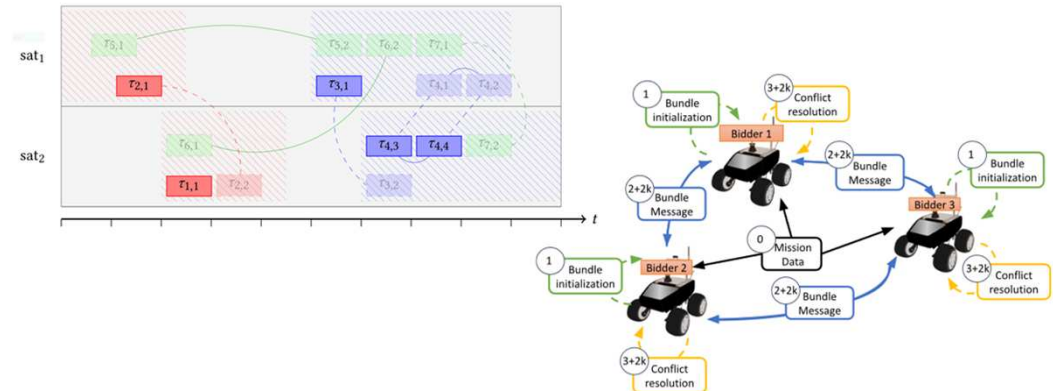 sat₁
τ₅,₁
τ₅,₂
τ₆,₂
τ₇,₁
τ₂,₁
τ₃,₁
τ₄,₁
τ₄,₂
sat₂
τ₆,₁
τ₄,₃
τ₄,₄
τ₇,₂
τ₁,₁
τ₂,₂
τ₃,₂
t
1
Bundle
initialization
3+2k
Conflict
resolution
Bidder 1
2+2k
Bundle
Message
2+2k
Bundle
Message
1
Bundle
initialization
Bidder 3
0
Mission
Data
1
Bundle
initialization
Bidder 2
2+2k
Bundle
Message
3+2k
Conflict
resolution
3+2k
Conflict
resolution